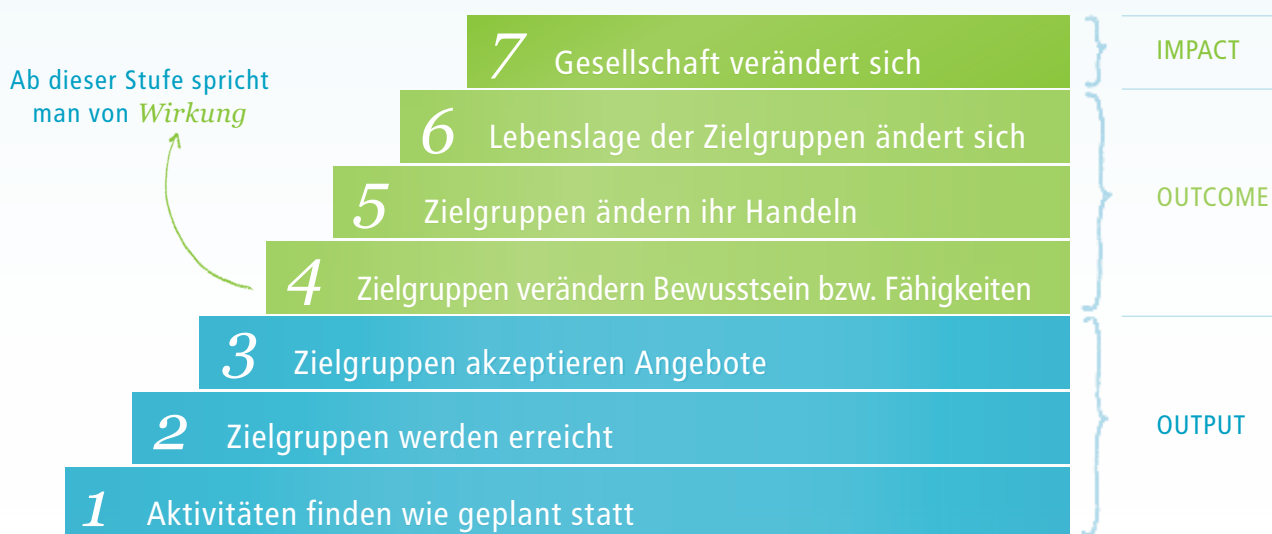 7 Gesellschaft verändert sich
IMPACT
Ab dieser Stufe spricht
man von Wirkung
6 Lebenslage der Zielgruppen ändert sich
5 Zielgruppen ändern ihr Handeln
OUTCOME
4 Zielgruppen verändern Bewusstsein bzw. Fähigkeiten
3 Zielgruppen akzeptieren Angebote
2 Zielgruppen werden erreicht
OUTPUT
1 Aktivitäten finden wie geplant statt